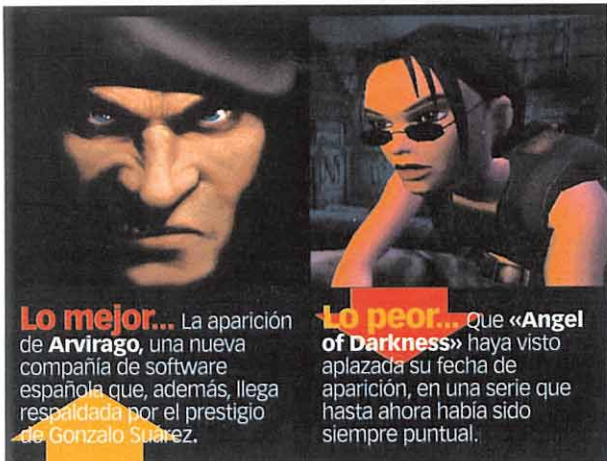 Lo mejor... La aparición
de Arvirago, una nueva
compañía de software
española que, además, llega
respaldada por el prestigio
de Gonzalo Suárez.
Lo peor... Que «Angel
of Darkness» haya visto
aplazada su fecha de
aparición, en una serie que
hasta ahora había sido
siempre puntual.